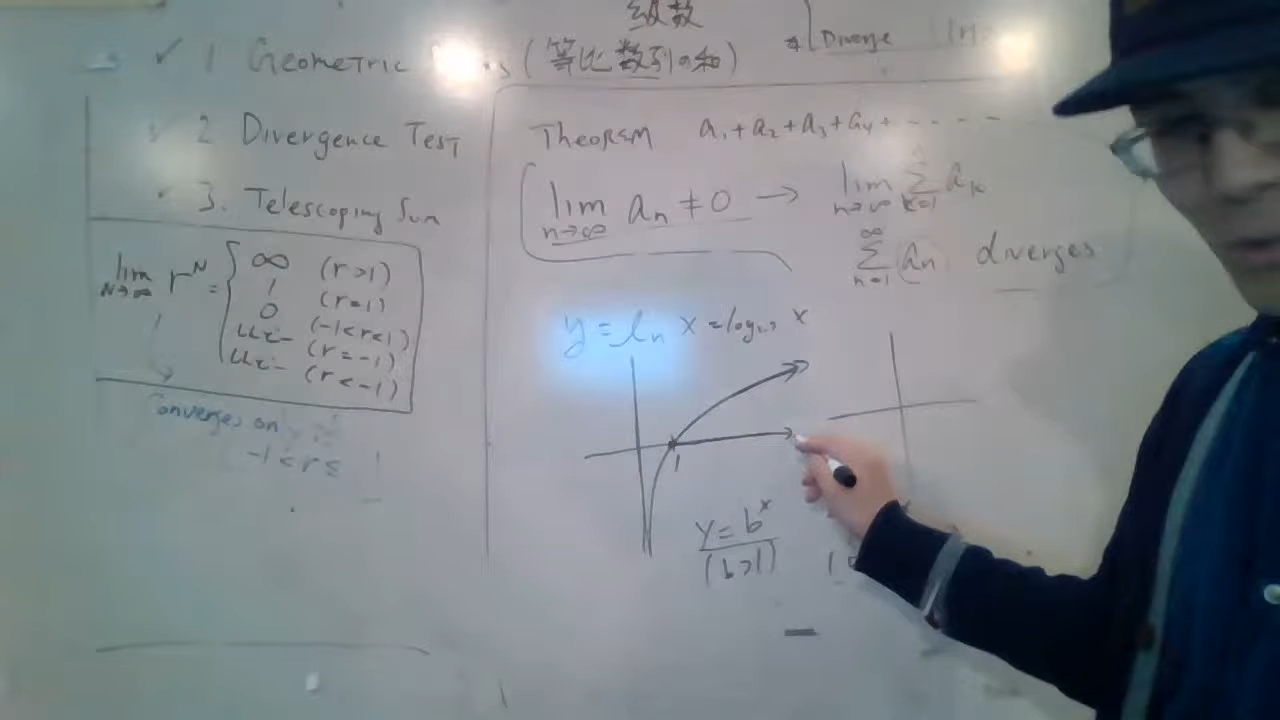 級数
✓ 1 Geometric (等比数列の和)
Diverge
2 Divergence Test
✓ 3. Telescoping Sum
lim N→∞ r^N = { ∞ (r>1)
1 (r=1)
0 (-1<r<1)
(r=-1)
(r<-1)
Converges on
-1<r≤
Theorem a₁+a₂+a₃+a₄+- - - -
lim n→∞ aₙ ≠ 0 → lim n→∞ Σ k=1 aₖ
∞ Σ n=1 aₙ diverges
y = ln x = log x
1
y = b^x
(b>1)